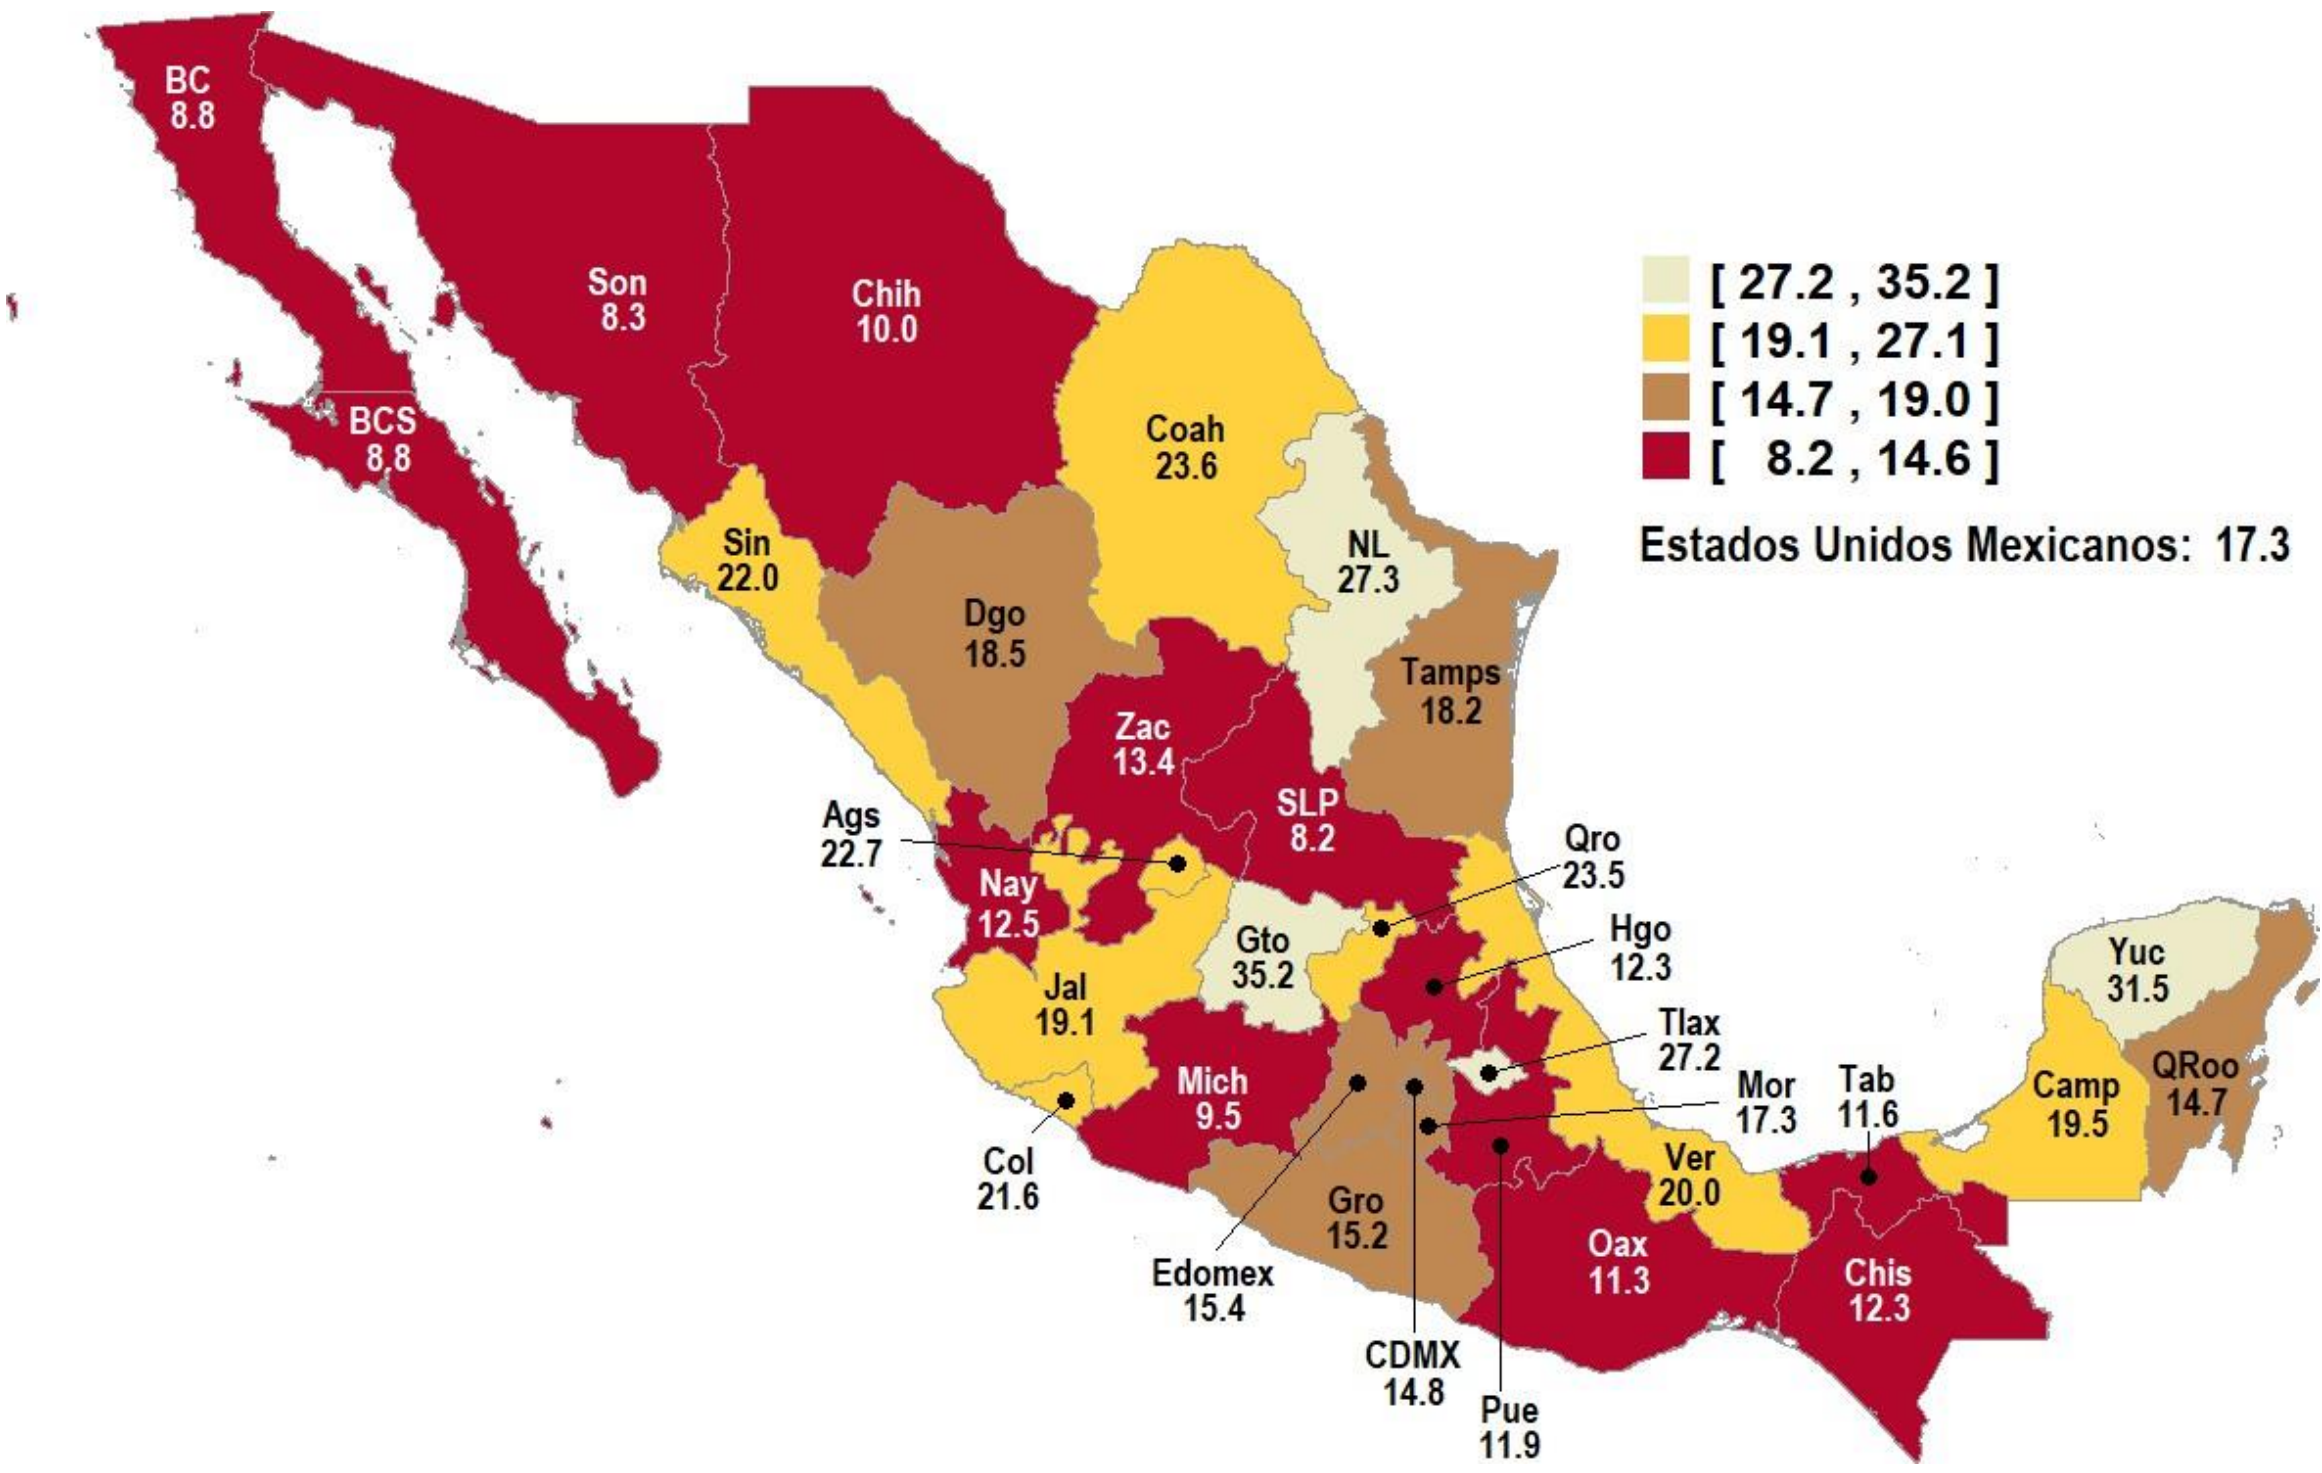 BC
8.8
Son
8.3
Chih
10.0
[ 27.2 , 35.2 ]
[ 19.1 , 27.1 ]
[ 14.7 , 19.0 ]
[ 8.2 , 14.6 ]
Estados Unidos Mexicanos: 17.3
BCS
8.8
Coah
23.6
Sin
22.0
NL
27.3
Dgo
18.5
Tamps
18.2
Zac
13.4
Ags
22.7
SLP
8.2
Qro
23.5
Nay
12.5
Gto
35.2
Hgo
12.3
Yuc
31.5
Jal
19.1
Tlax
27.2
Mich
9.5
Mor
17.3
Tab
11.6
Camp
19.5
QRoo
14.7
Col
21.6
Ver
20.0
Gro
15.2
Edomex
15.4
Oax
11.3
Chis
12.3
CDMX
14.8
Pue
11.9